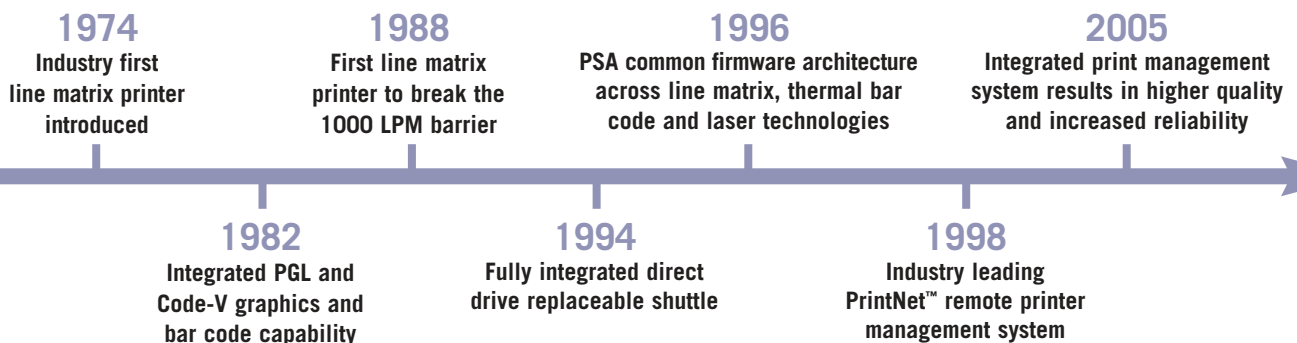 1974
Industry first
line matrix printer
introduced
1982
Integrated PGL and
Code-V graphics and
bar code capability
1988
First line matrix
printer to break the
1000 LPM barrier
1994
Fully integrated direct
drive replaceable shuttle
1996
PSA common firmware architecture
across line matrix, thermal bar
code and laser technologies
1998
Industry leading
PrintNet™ remote printer
management system
2005
Integrated print management
system results in higher quality
and increased reliability